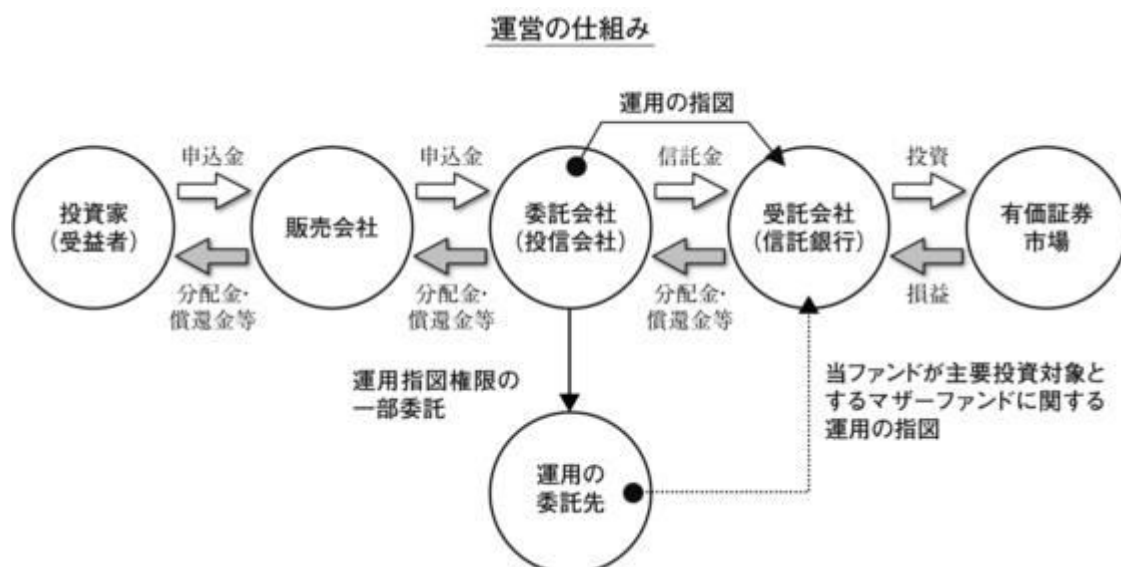 運営の仕組み
運用の指図
申込金
申込金
信託金
投資
投資家
(受益者)
販売会社
委託会社
(投信会社)
受託会社
(信託銀行)
有価証券
市場
分配金・
償還金等
分配金・
償還金等
分配金・
償還金等
損益
運用指図権限の
一部委託
当ファンドが主要投資対象と
するマザーファンドに関する
運用の指図
運用の
委託先